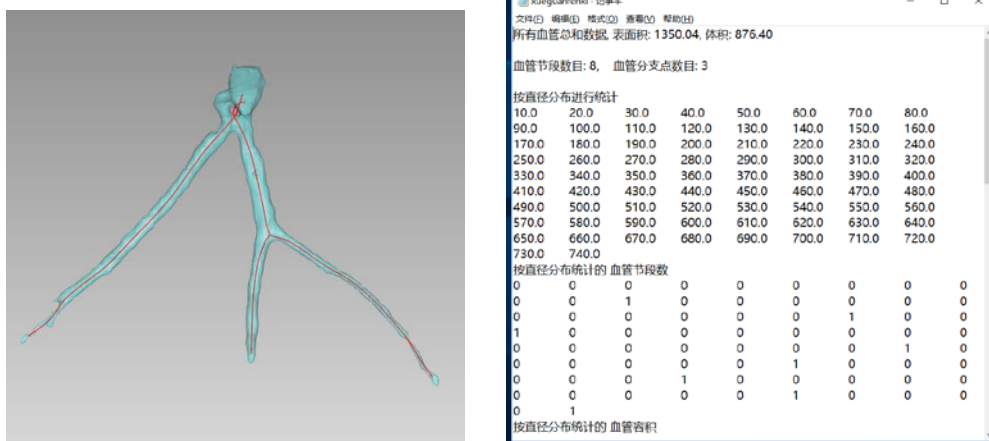 记事本
文件(F) 编辑(E) 格式(O) 查看(V) 帮助(H)
所有血管总和数据, 表面积: 1350.04, 体积: 876.40
血管节段数目: 8, 血管分支点数目: 3
按直径分布进行统计
10.0 20.0 30.0 40.0 50.0 60.0 70.0 80.0
90.0 100.0 110.0 120.0 130.0 140.0 150.0 160.0
170.0 180.0 190.0 200.0 210.0 220.0 230.0 240.0
250.0 260.0 270.0 280.0 290.0 300.0 310.0 320.0
330.0 340.0 350.0 360.0 370.0 380.0 390.0 400.0
410.0 420.0 430.0 440.0 450.0 460.0 470.0 480.0
490.0 500.0 510.0 520.0 530.0 540.0 550.0 560.0
570.0 580.0 590.0 600.0 610.0 620.0 630.0 640.0
650.0 660.0 670.0 680.0 690.0 700.0 710.0 720.0
730.0 740.0
按直径分布统计的 血管节段数
0 0 0 0 0 0 0 0 0
0 0 1 0 0 0 0 0 0
0 0 0 0 0 0 1 0 0
1 0 0 0 0 0 0 0 0
0 0 0 0 0 0 0 1 0
0 0 0 0 0 1 0 0 0
0 0 0 1 0 0 0 0 0
0 0 0 0 0 1 0 0 0
0 1
按直径分布统计的 血管容积